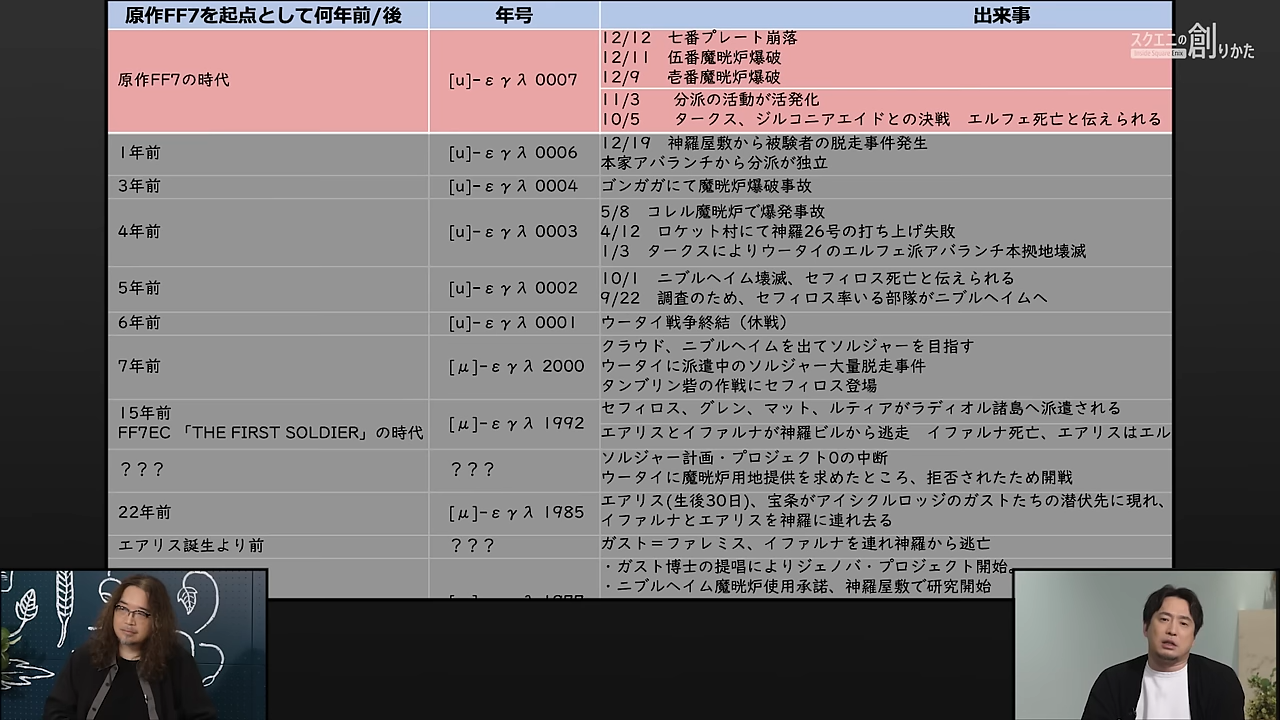 原作FF7を起点として何年前/後 年号 出来事
スクエニの創りかた
Inside Square Enix
原作FF7の時代 [u]-εγλ 0007
12/12 七番プレート崩落
12/11 伍番魔晄炉爆破
12/9 壱番魔晄炉爆破
11/3 分派の活動が活発化
10/5 タークス、ジルコニアエイドとの決戦 エルフェ死亡と伝えられる
1年前 [u]-εγλ 0006
12/19 神羅屋敷から被験者の脱走事件発生
本家アバランチから分派が独立
3年前 [u]-εγλ 0004 ゴンガガにて魔晄炉爆破事故
4年前 [u]-εγλ 0003
5/8 コレル魔晄炉で爆発事故
4/12 ロケット村にて神羅26号の打ち上げ失敗
1/3 タークスによりウータイのエルフェ派アバランチ本拠地壊滅
5年前 [u]-εγλ 0002
10/1 ニブルヘイム壊滅、セフィロス死亡と伝えられる
9/22 調査のため、セフィロス率いる部隊がニブルヘイムへ
6年前 [u]-εγλ 0001 ウータイ戦争終結（休戦）
7年前 [μ]-εγλ 2000
クラウド、ニブルヘイムを出てソルジャーを目指す
ウータイに派遣中のソルジャー大量脱走事件
タンブリン砦の作戦にセフィロス登場
15年前
FF7EC 「THE FIRST SOLDIER」の時代 [μ]-εγλ 1992
セフィロス、グレン、マット、ルティアがラディオル諸島へ派遣される
エアリスとイファルナが神羅ビルから逃走 イファルナ死亡、エアリスはエル
？？？ ？？？
ソルジャー計画・プロジェクト0の中断
ウータイに魔晄炉用地提供を求めたところ、拒否されたため開戦
22年前 [μ]-εγλ 1985
エアリス(生後30日)、宝条がアイシクルロッジのガストたちの潜伏先に現れ、
イファルナとエアリスを神羅に連れ去る
エアリス誕生より前 ？？？ ガスト＝ファレミス、イファルナを連れ神羅から逃亡
・ガスト博士の提唱によりジェノバ・プロジェクト開始。
・ニブルヘイム魔晄炉使用承諾、神羅屋敷で研究開始